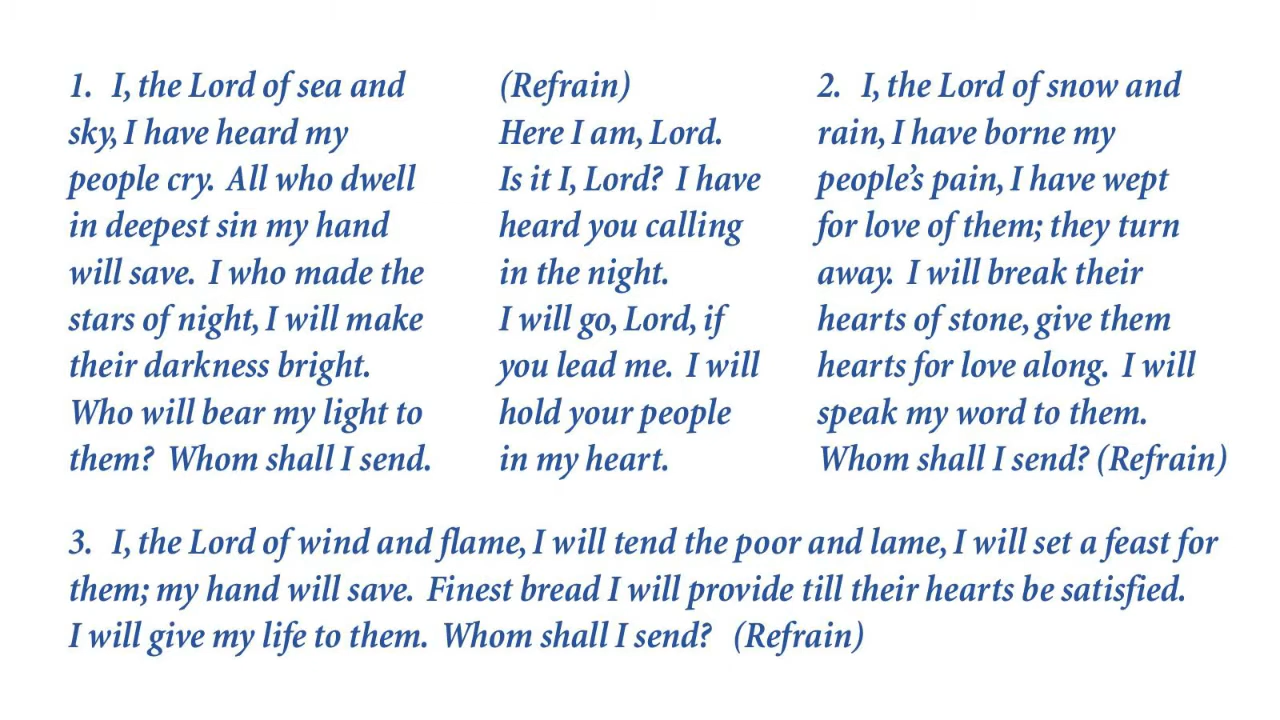 1. I, the Lord of sea and
sky, I have heard my
people cry. All who dwell
in deepest sin my hand
will save. I who made the
stars of night, I will make
their darkness bright.
Who will bear my light to
them? Whom shall I send.
(Refrain)
Here I am, Lord.
Is it I, Lord? I have
heard you calling
in the night.
I will go, Lord, if
you lead me. I will
hold your people
in my heart.
2. I, the Lord of snow and
rain, I have borne my
people’s pain, I have wept
for love of them; they turn
away. I will break their
hearts of stone, give them
hearts for love along. I will
speak my word to them.
Whom shall I send? (Refrain)
3. I, the Lord of wind and flame, I will tend the poor and lame, I will set a feast for
them; my hand will save. Finest bread I will provide till their hearts be satisfied.
I will give my life to them. Whom shall I send? (Refrain)